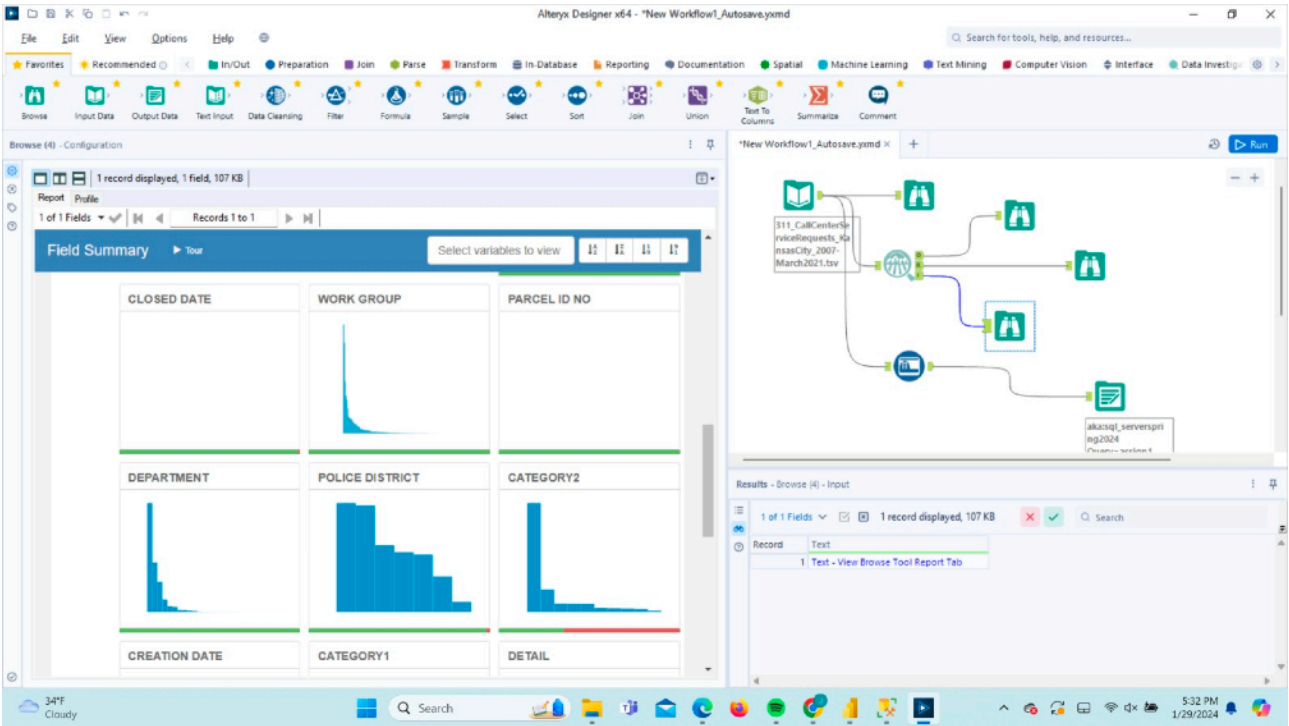 Alteryx Designer x64 - *New Workflow1_Autosave.yxmd
File Edit View Options Help
Search for tools, help, and resources...
Favorites Recommended In/Out Preparation Join Parse Transform In-Database Reporting Documentation Spatial Machine Learning Text Mining Computer Vision Interface Data Investig
Browse Input Data Output Data Text Input Data Cleansing Filter Formula Sample Select Sort Join Union Text To Columns Summarize Comment
Browse (4) - Configuration
*New Workflow1_Autosave.yxmd
Run
1 record displayed, 1 field, 107 KB
Report Profile
1 of 1 Fields Records 1 to 1
Field Summary Tour Select variables to view
CLOSED DATE WORK GROUP PARCEL ID NO
DEPARTMENT POLICE DISTRICT CATEGORY2
CREATION DATE CATEGORY1 DETAIL
311_CallCenterSe
rviceRequests_Ka
nsasCity_2007-
March2021.tsv
aka:sql_serverspri
ng2024
Query=assign1
Results - Browse (4) - Input
1 of 1 Fields 1 record displayed, 107 KB Search
Record Text
1 Text - View Browse Tool Report Tab
34°F
Cloudy
Search
5:32 PM
1/29/2024